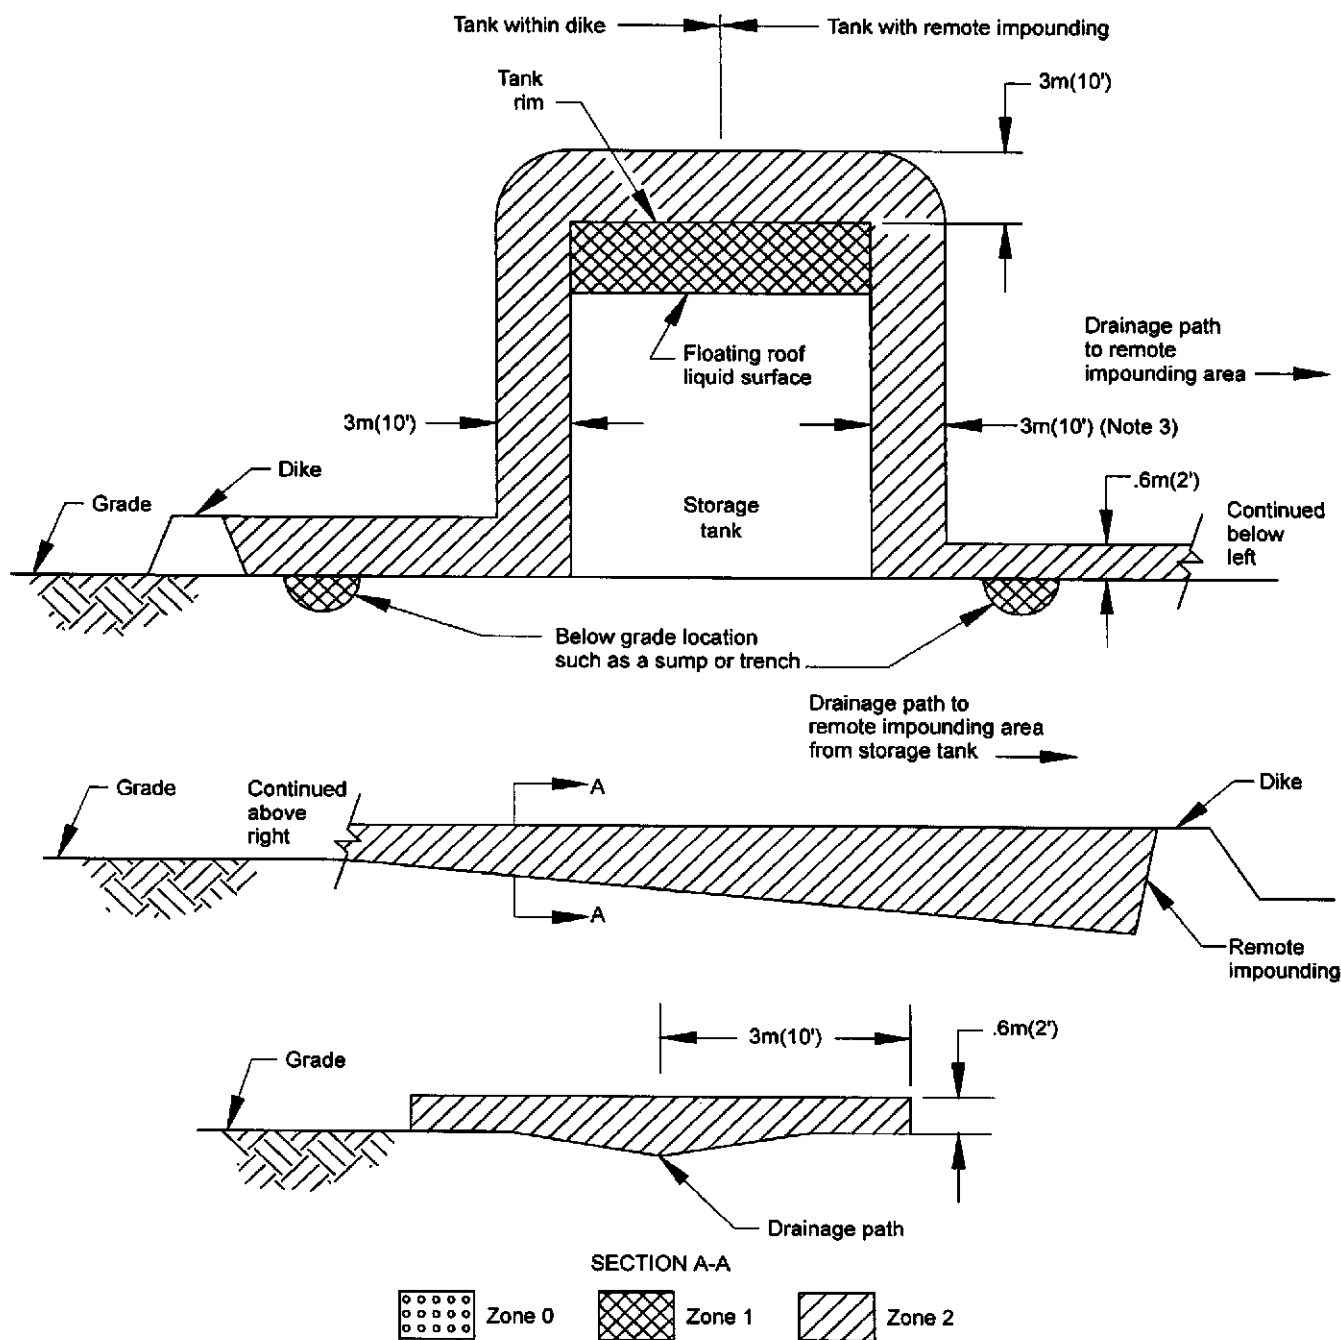 Tank within dike
Tank with remote impounding
Tank
rim
3m(10')
Floating roof
liquid surface
Drainage path
to remote
impounding area
3m(10')
3m(10') (Note 3)
Dike
Grade
Storage
tank
.6m(2')
Continued
below
left
Below grade location
such as a sump or trench
Drainage path to
remote impounding area
from storage tank
Grade
Continued
above
right
A
Dike
A
Remote
impounding
3m(10')
.6m(2')
Grade
Drainage path
SECTION A-A
Zone 0
Zone 1
Zone 2